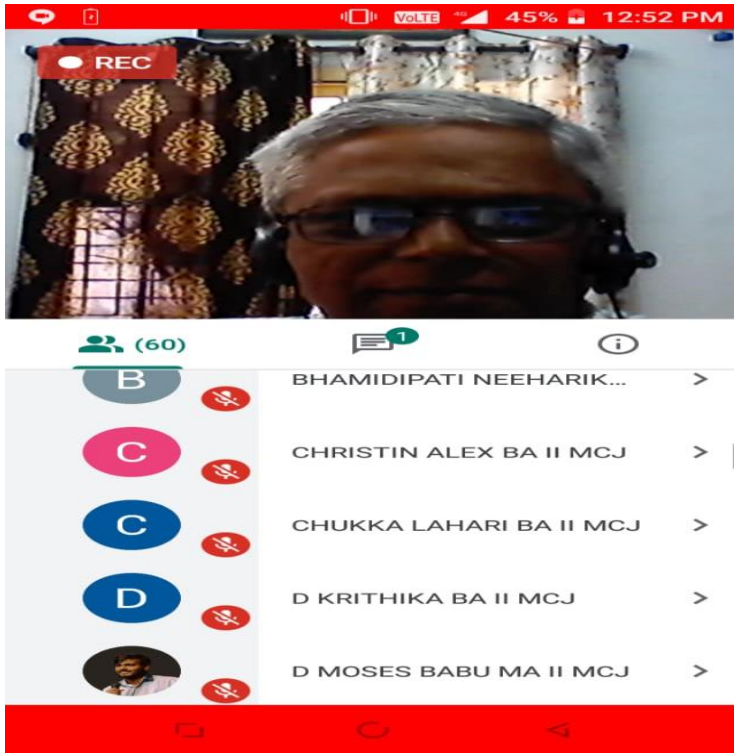 VoLTE 4G 45% 12:52 PM
REC
(60)
1
B BHAMIDIPATI NEEHARIK...
C CHRISTIN ALEX BA II MCJ
C CHUKKA LAHARI BA II MCJ
D D KRITHIKA BA II MCJ
D MOSES BABU MA II MCJ